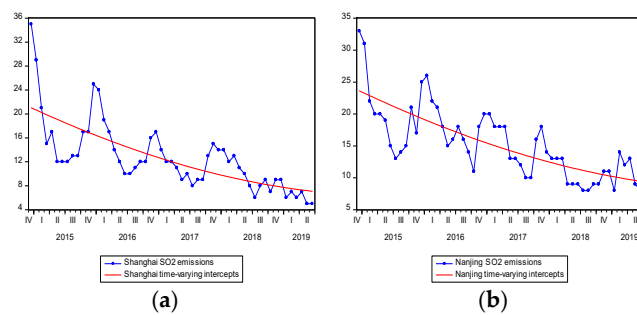 36
32
28
24
20
16
12
8
4
IV I II III IV I II III IV I II III IV I II III IV I II III
2015 2016 2017 2018 2019
Shanghai SO2 emissions
Shanghai time-varying intercepts
(a)
35
30
25
20
15
10
5
IV I II III IV I II III IV I II III IV I II III IV I II III
2015 2016 2017 2018 2019
Nanjing SO2 emissions
Nanjing time-varying intercepts
(b)